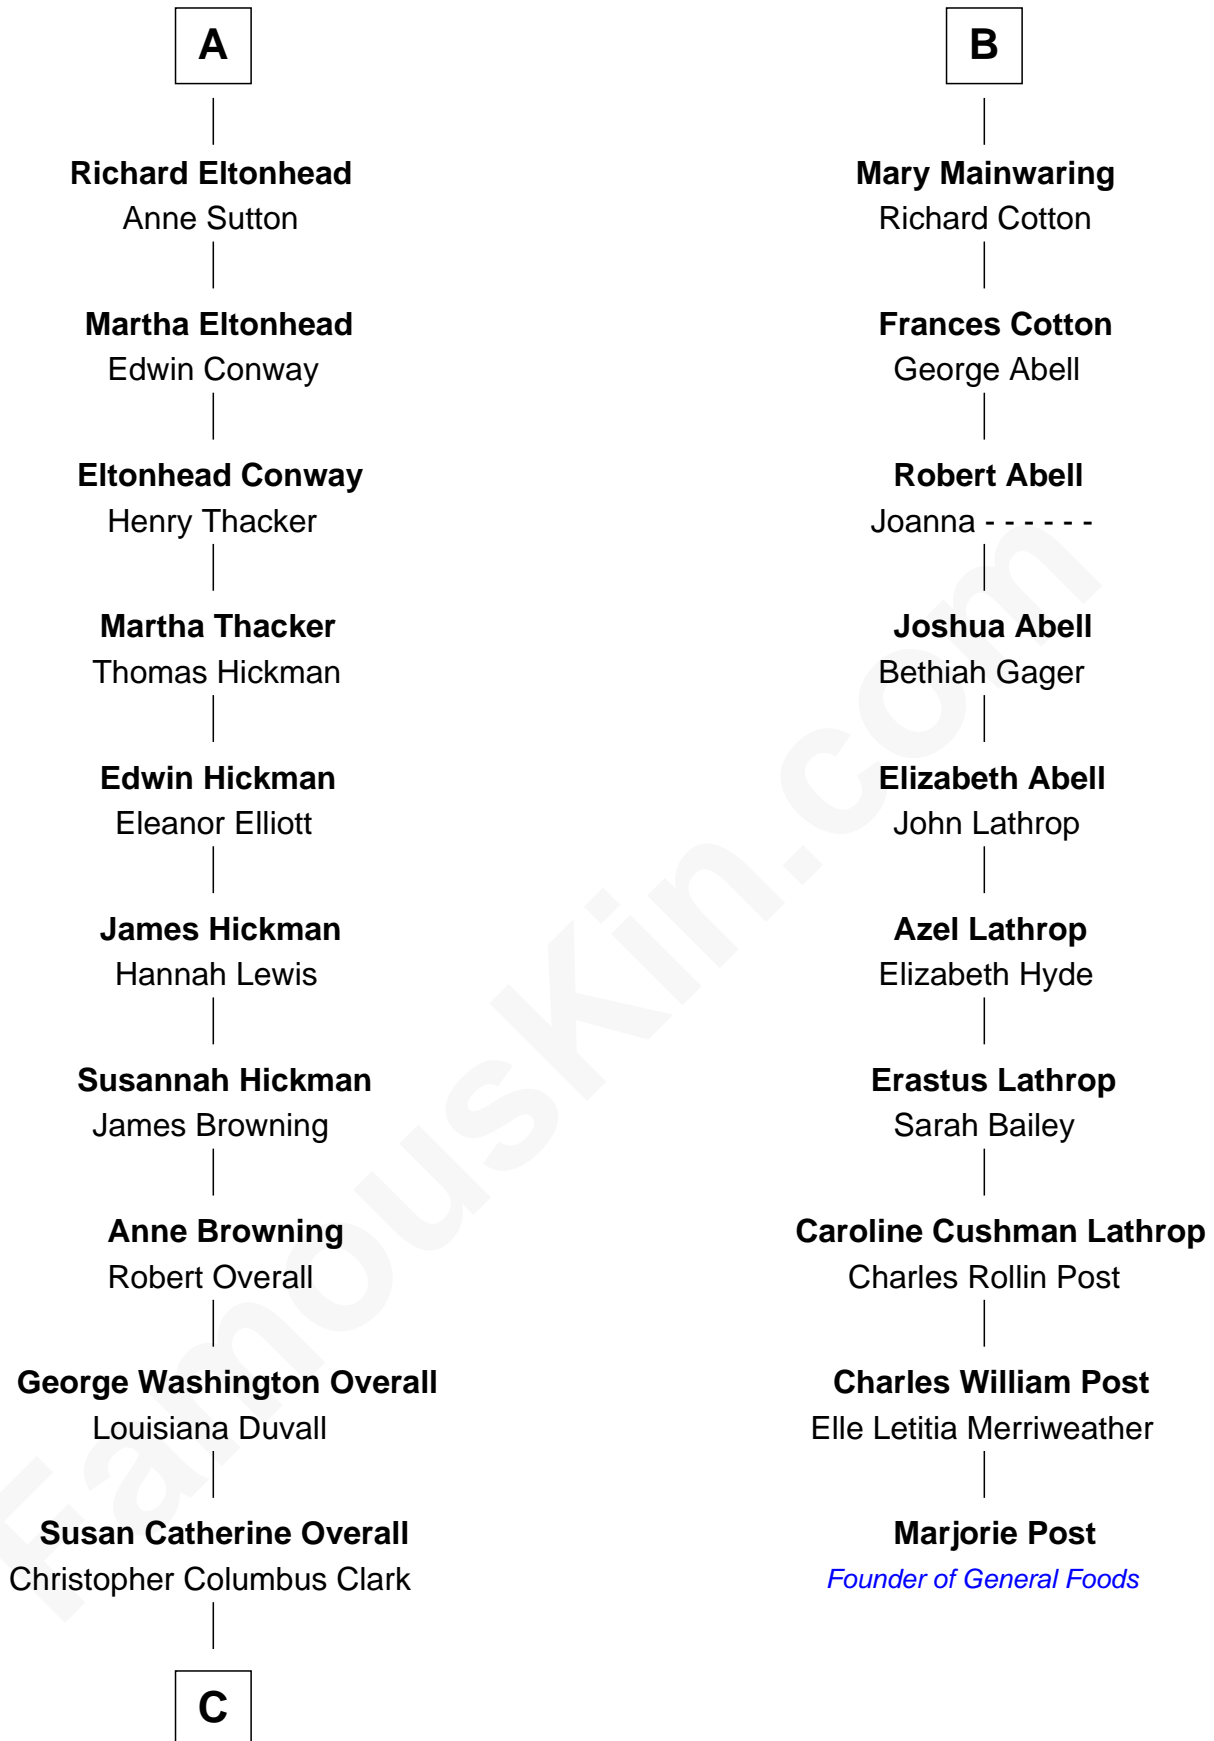 A
Richard Eltonhead
Anne Sutton
Martha Eltonhead
Edwin Conway
Eltonhead Conway
Henry Thacker
Martha Thacker
Thomas Hickman
Edwin Hickman
Eleanor Elliott
James Hickman
Hannah Lewis
Susannah Hickman
James Browning
Anne Browning
Robert Overall
George Washington Overall
Louisiana Duvall
Susan Catherine Overall
Christopher Columbus Clark
C
B
Mary Mainwaring
Richard Cotton
Frances Cotton
George Abell
Robert Abell
Joanna - - - - - -
Joshua Abell
Bethiah Gager
Elizabeth Abell
John Lathrop
Azel Lathrop
Elizabeth Hyde
Erastus Lathrop
Sarah Bailey
Caroline Cushman Lathrop
Charles Rollin Post
Charles William Post
Elle Letitia Merriweather
Marjorie Post
Founder of General Foods
FamousKin.com